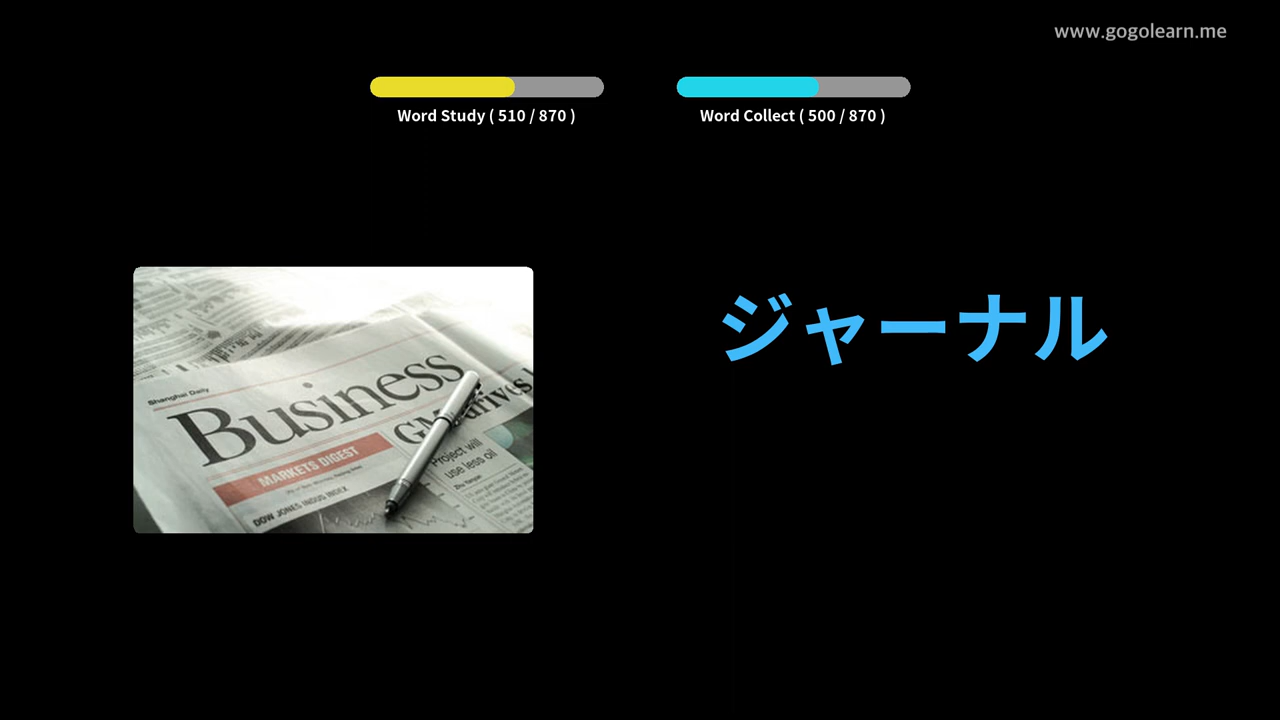 www.gogolearn.me
Word Study ( 510 / 870 )
Word Collect ( 500 / 870 )
ジャーナル
Shanghai Daily
Business
MARKETS DIGEST
DOW JONES INDUS INDEX
GM
Project will
use less oil